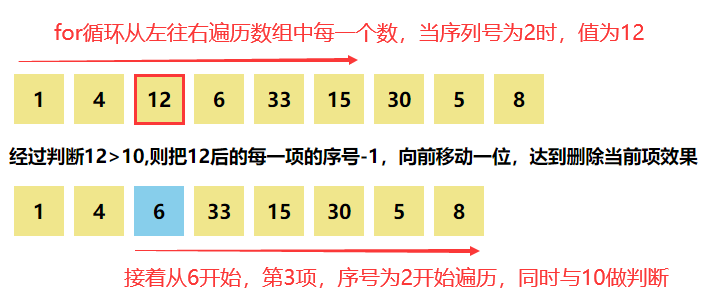 for循环从左往右遍历数组中每一个数，当序列号为2时，值为12
1 4 12 6 33 15 30 5 8
经过判断12>10,则把12后的每一项的序号-1，向前移动一位，达到删除当前项效果
1 4 6 33 15 30 5 8
接着从6开始，第3项，序号为2开始遍历，同时与10做判断